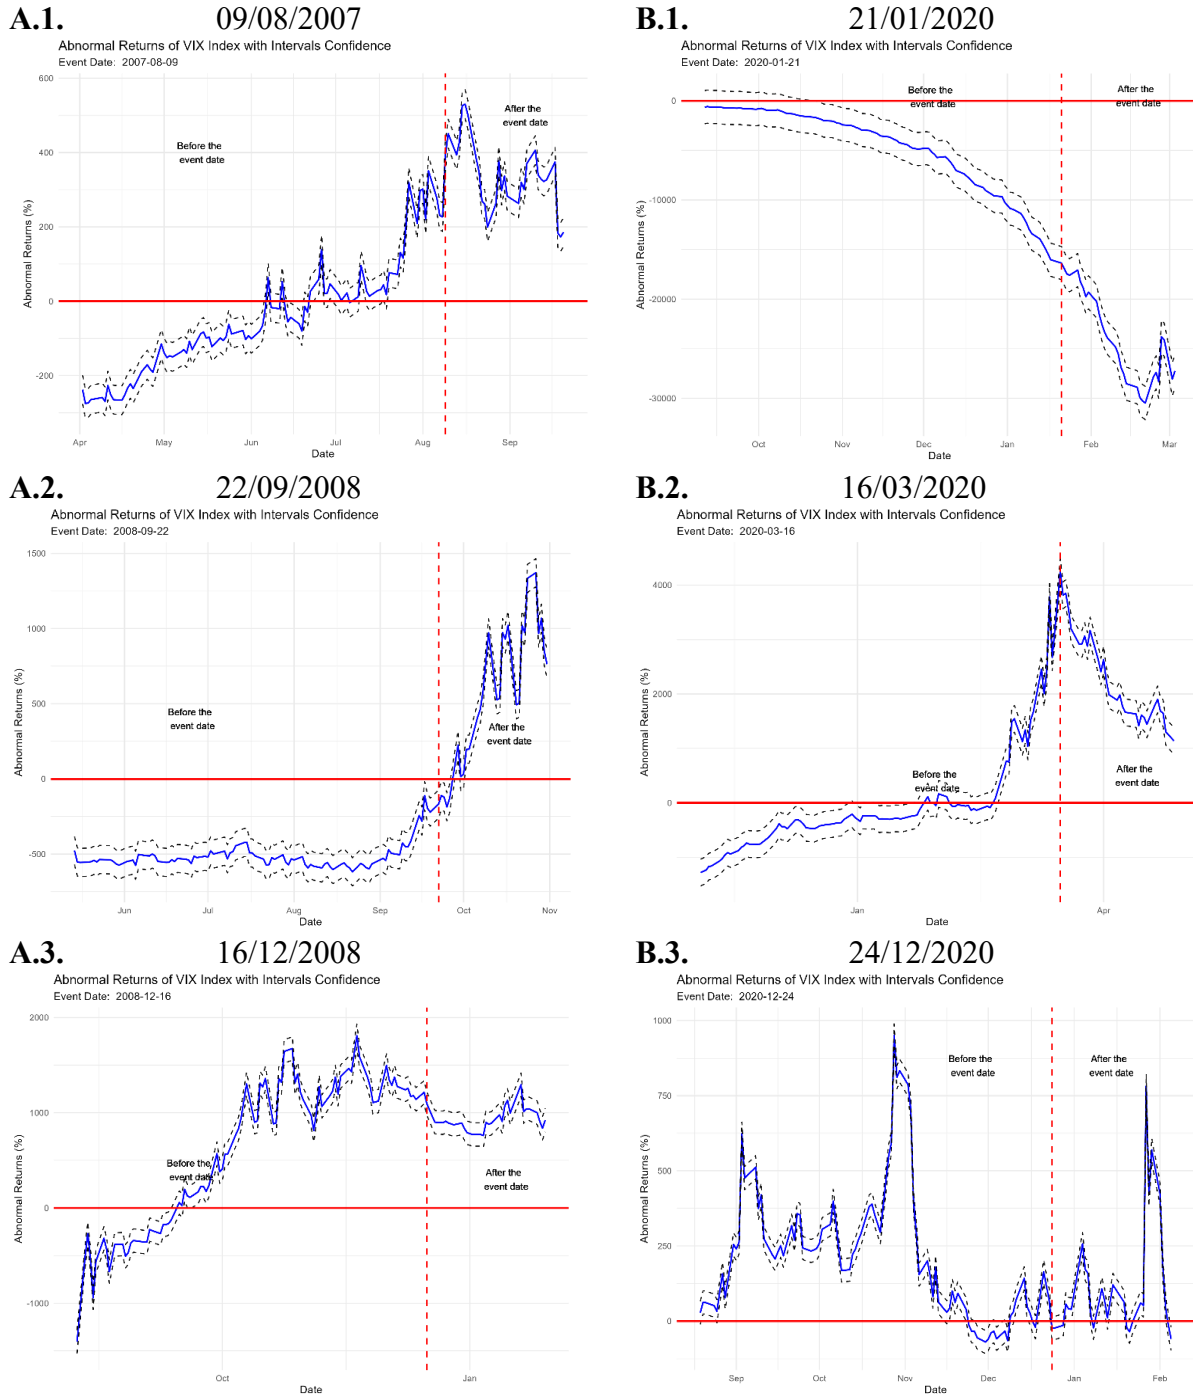 A.1. 09/08/2007
Abnormal Returns of VIX Index with Intervals Confidence
Event Date: 2007-08-09
Abnormal Returns (%)
600
400
200
0
-200
Before the
event date
After the
event date
Apr May Jun Jul Aug Sep
Date
B.1. 21/01/2020
Abnormal Returns of VIX Index with Intervals Confidence
Event Date: 2020-01-21
Abnormal Returns (%)
0
-10000
-20000
-30000
Before the
event date
After the
event date
Oct Nov Dec Jan Feb Mar
Date
A.2. 22/09/2008
Abnormal Returns of VIX Index with Intervals Confidence
Event Date: 2008-09-22
Abnormal Returns (%)
1500
1000
500
0
-500
Before the
event date
After the
event date
Jun Jul Aug Sep Oct Nov
Date
B.2. 16/03/2020
Abnormal Returns of VIX Index with Intervals Confidence
Event Date: 2020-03-16
Abnormal Returns (%)
4000
2000
0
Before the
event date
After the
event date
Jan Apr
Date
A.3. 16/12/2008
Abnormal Returns of VIX Index with Intervals Confidence
Event Date: 2008-12-16
Abnormal Returns (%)
2000
1000
0
-1000
Before the
event date
After the
event date
Oct Jan
Date
B.3. 24/12/2020
Abnormal Returns of VIX Index with Intervals Confidence
Event Date: 2020-12-24
Abnormal Returns (%)
1000
750
500
250
0
Before the
event date
After the
event date
Sep Oct Nov Dec Jan Feb
Date